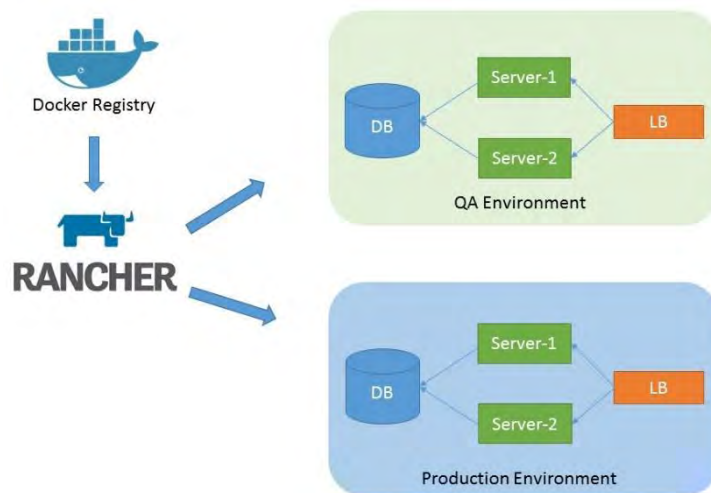 Docker Registry
RANCHER
Server-1
DB
LB
Server-2
QA Environment
Server-1
DB
LB
Server-2
Production Environment